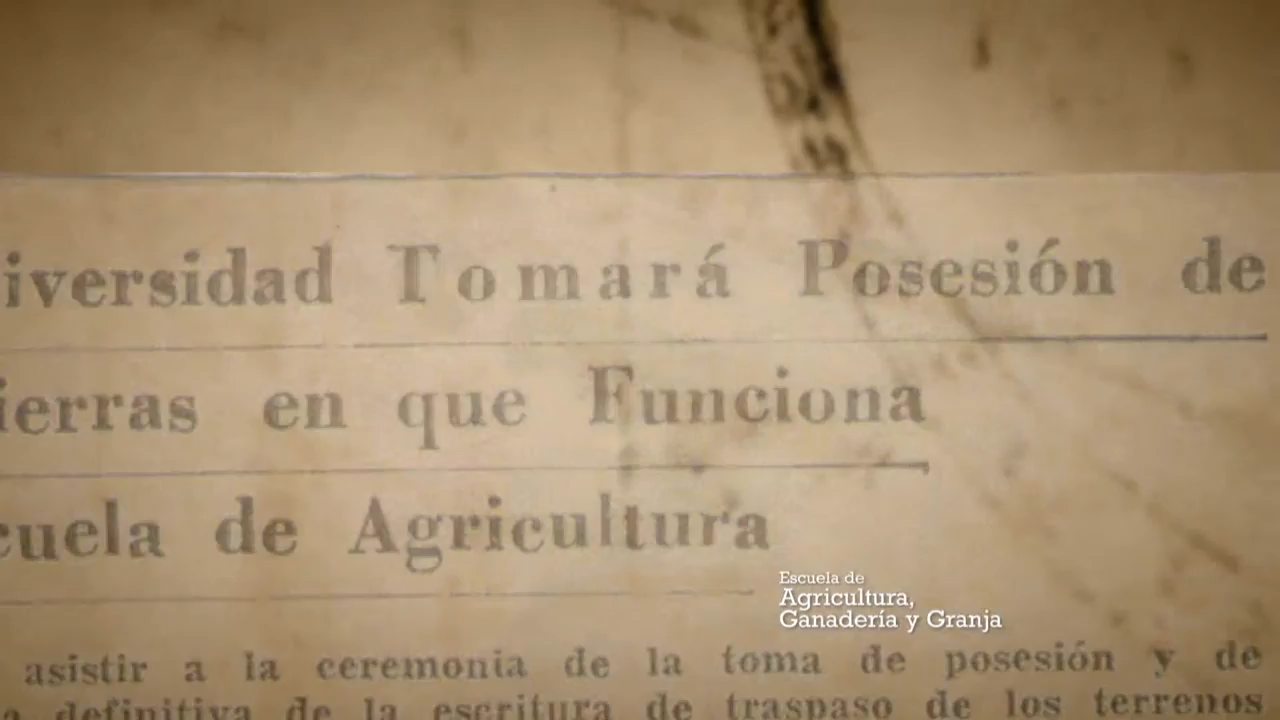 iversidad Tomará Posesión de
ierras en que Funciona
cuela de Agricultura
Escuela de
Agricultura,
Ganadería y Granja
asistir a la ceremonia de la toma de posesión y de
a definitiva de la escritura de traspaso de los terrenos